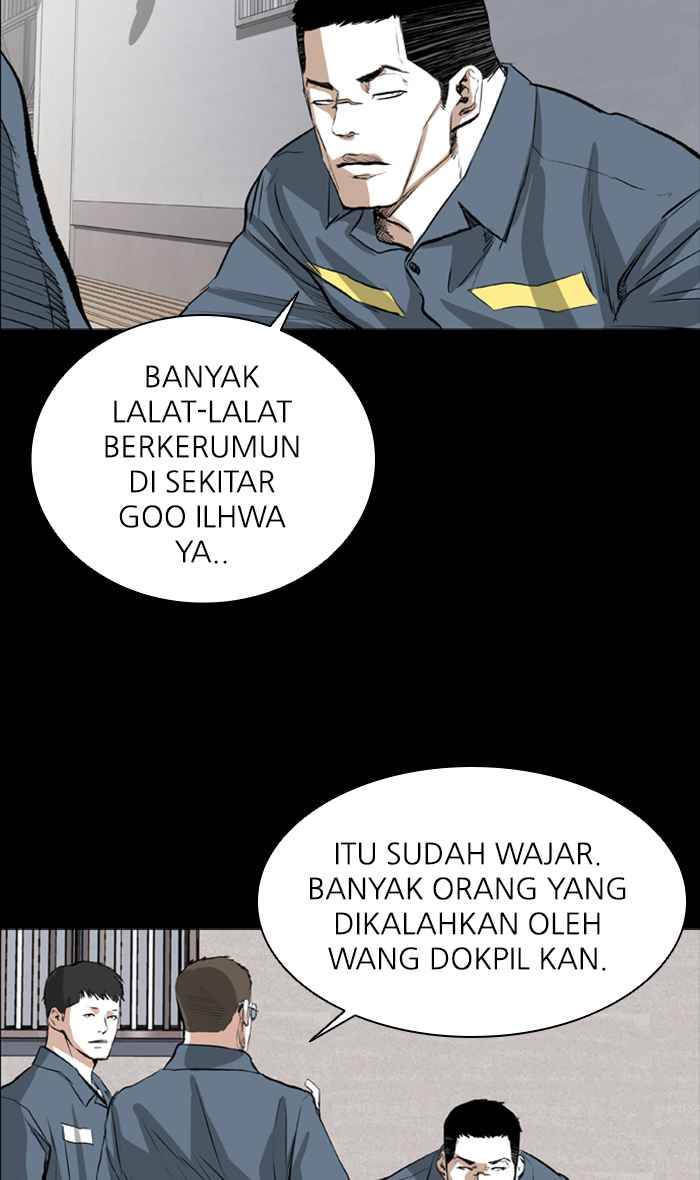 BANYAK
LALAT-LALAT
BERKERUMUN
DI SEKITAR
GOO ILHWA
YA..
ITU SUDAH WAJAR.
BANYAK ORANG YANG
DIKALAHKAN OLEH
WANG DOKPIL KAN.